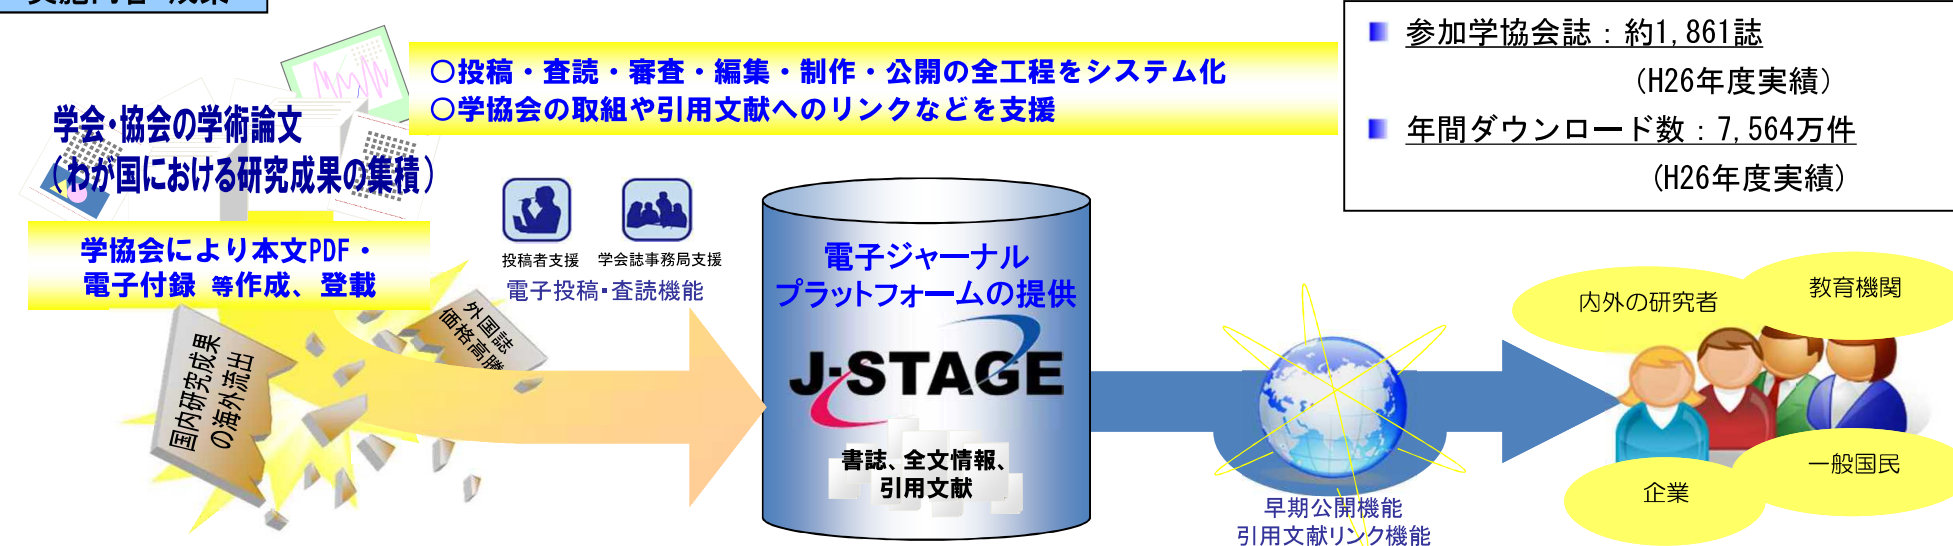 ○投稿・査読・審査・編集・制作・公開の全工程をシステム化
○学協会の取組や引用文献へのリンクなどを支援
■ 参加学協会誌：約1,861誌
（H26年度実績）
■ 年間ダウンロード数：7,564万件
（H26年度実績）
学会・協会の学術論文
（わが国における研究成果の集積）
学協会により本文PDF・
電子付録 等作成、登載
投稿者支援
学会誌事務局支援
電子投稿・査読機能
国内研究成果
の海外流出
外国誌
価格高騰
電子ジャーナル
プラットフォームの提供
J-STAGE
書誌、全文情報、
引用文献
早期公開機能
引用文献リンク機能
内外の研究者
教育機関
企業
一般国民